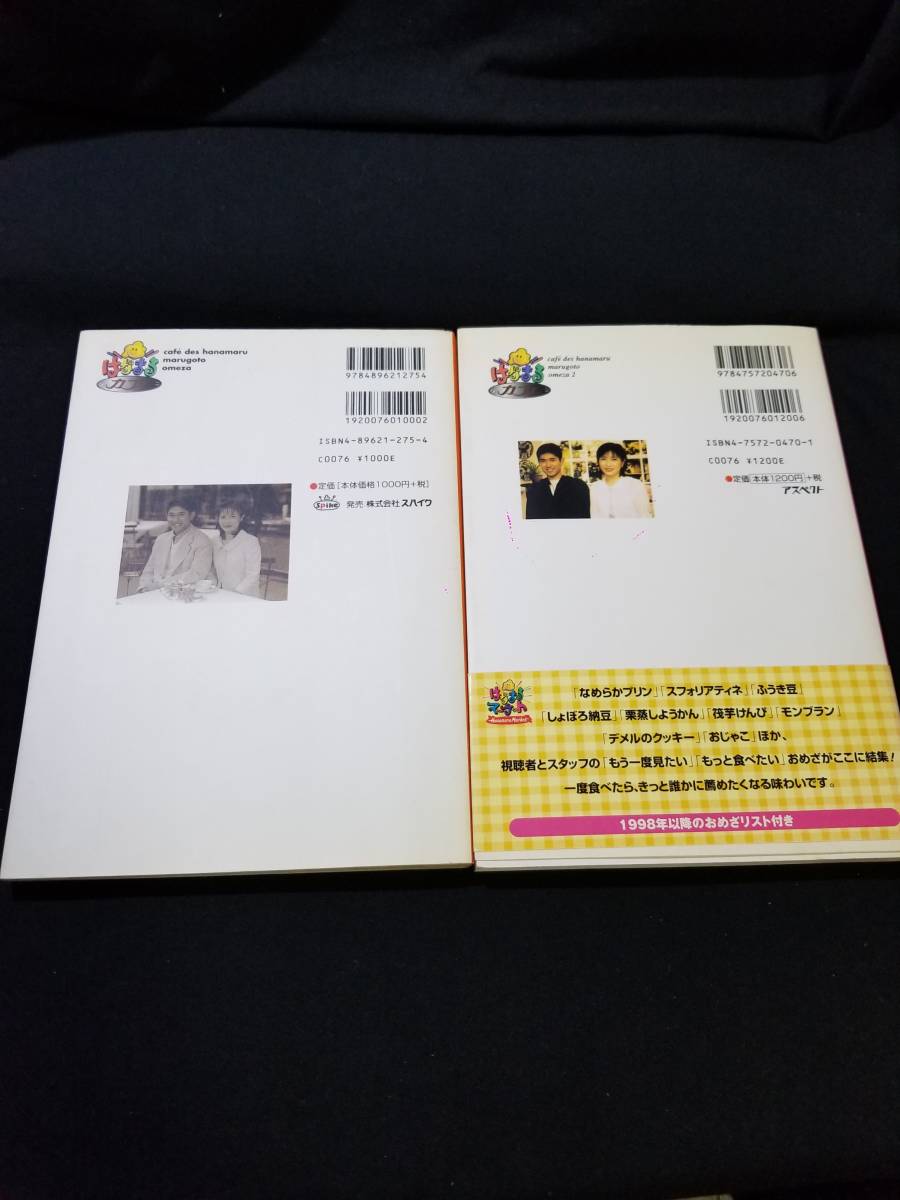 はなまる
カフェ
café des hanamaru
marugoto
omeza
9784896212754
1920076010002
ISBN4-89621-275-4
C0076 ¥1000E
●定価［本体価格1000円+税］
Spike 発売 株式会社スパイク
はなまる
カフェ
café des hanamaru
marugoto
omeza 2
9784757204706
1920076012006
ISBN4-7572-0470-1
C0076 ¥1200E
●定価 本体1200円 +税
アスペクト
はなまる
マーケット
Hanamaru Market
「なめらかプリン」「スフォリアティネ」「ふうき豆」
「しょぼろ納豆」「栗蒸しようかん」「筏芋けんぴ」「モンブラン」
「デメルのクッキー」「おじゃこ」ほか、
視聴者とスタッフの「もう一度見たい」「もっと食べたい」おめざがここに結集!
一度食べたら、きっと誰かに薦めたくなる味わいです。
1998年以降のおめざリスト付き